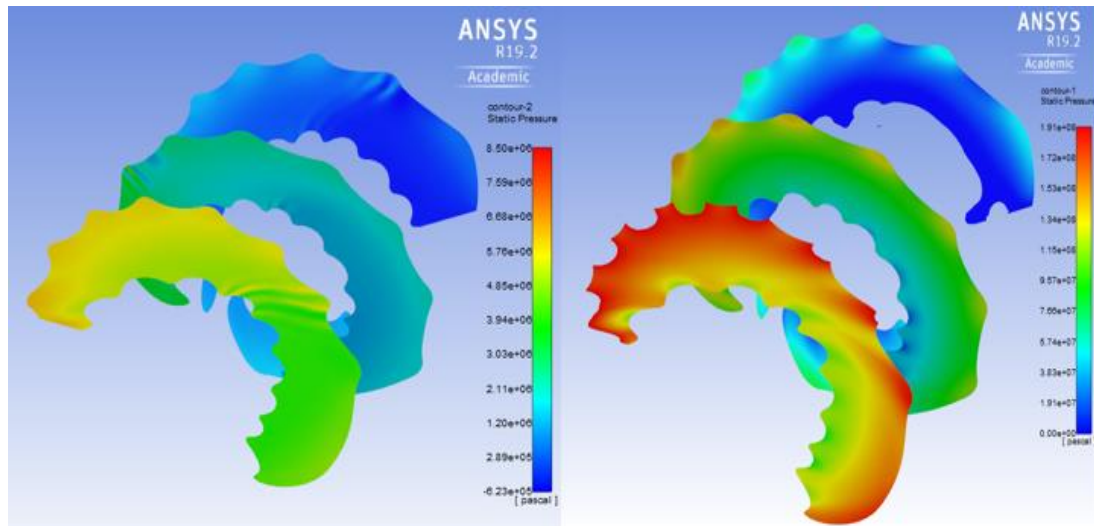 ANSYS
R19.2
Academic
contour-2
Static Pressure
8.50e+06
7.59e+06
6.68e+06
5.76e+06
4.85e+06
3.94e+06
3.03e+06
2.11e+06
1.20e+06
2.89e+05
-6.23e+05
[ pascal ]
ANSYS
R19.2
Academic
contour-1
Static Pressure
1.91e+08
1.72e+08
1.53e+08
1.34e+08
1.15e+08
9.57e+07
7.66e+07
5.74e+07
3.83e+07
1.91e+07
0.00e+00
[ pascal ]